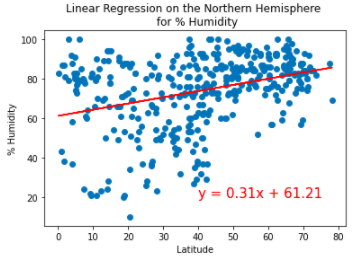 Linear Regression on the Northern Hemisphere
for % Humidity
100
80
60
40
20
% Humidity
y = 0.31x + 61.21
0 10 20 30 40 50 60 70 80
Latitude